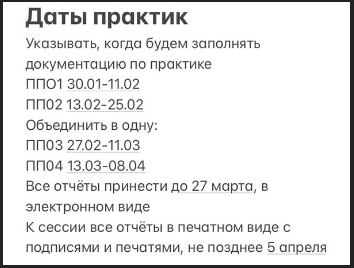 Даты практик
Указывать, когда будем заполнять
документацию по практике
ПП01 30.01-11.02
ПП02 13.02-25.02
Объединить в одну:
ПП03 27.02-11.03
ПП04 13.03-08.04
Все отчёты принести до 27 марта, в
электронном виде
К сессии все отчёты в печатном виде с
подписями и печатями, не позднее 5 апреля